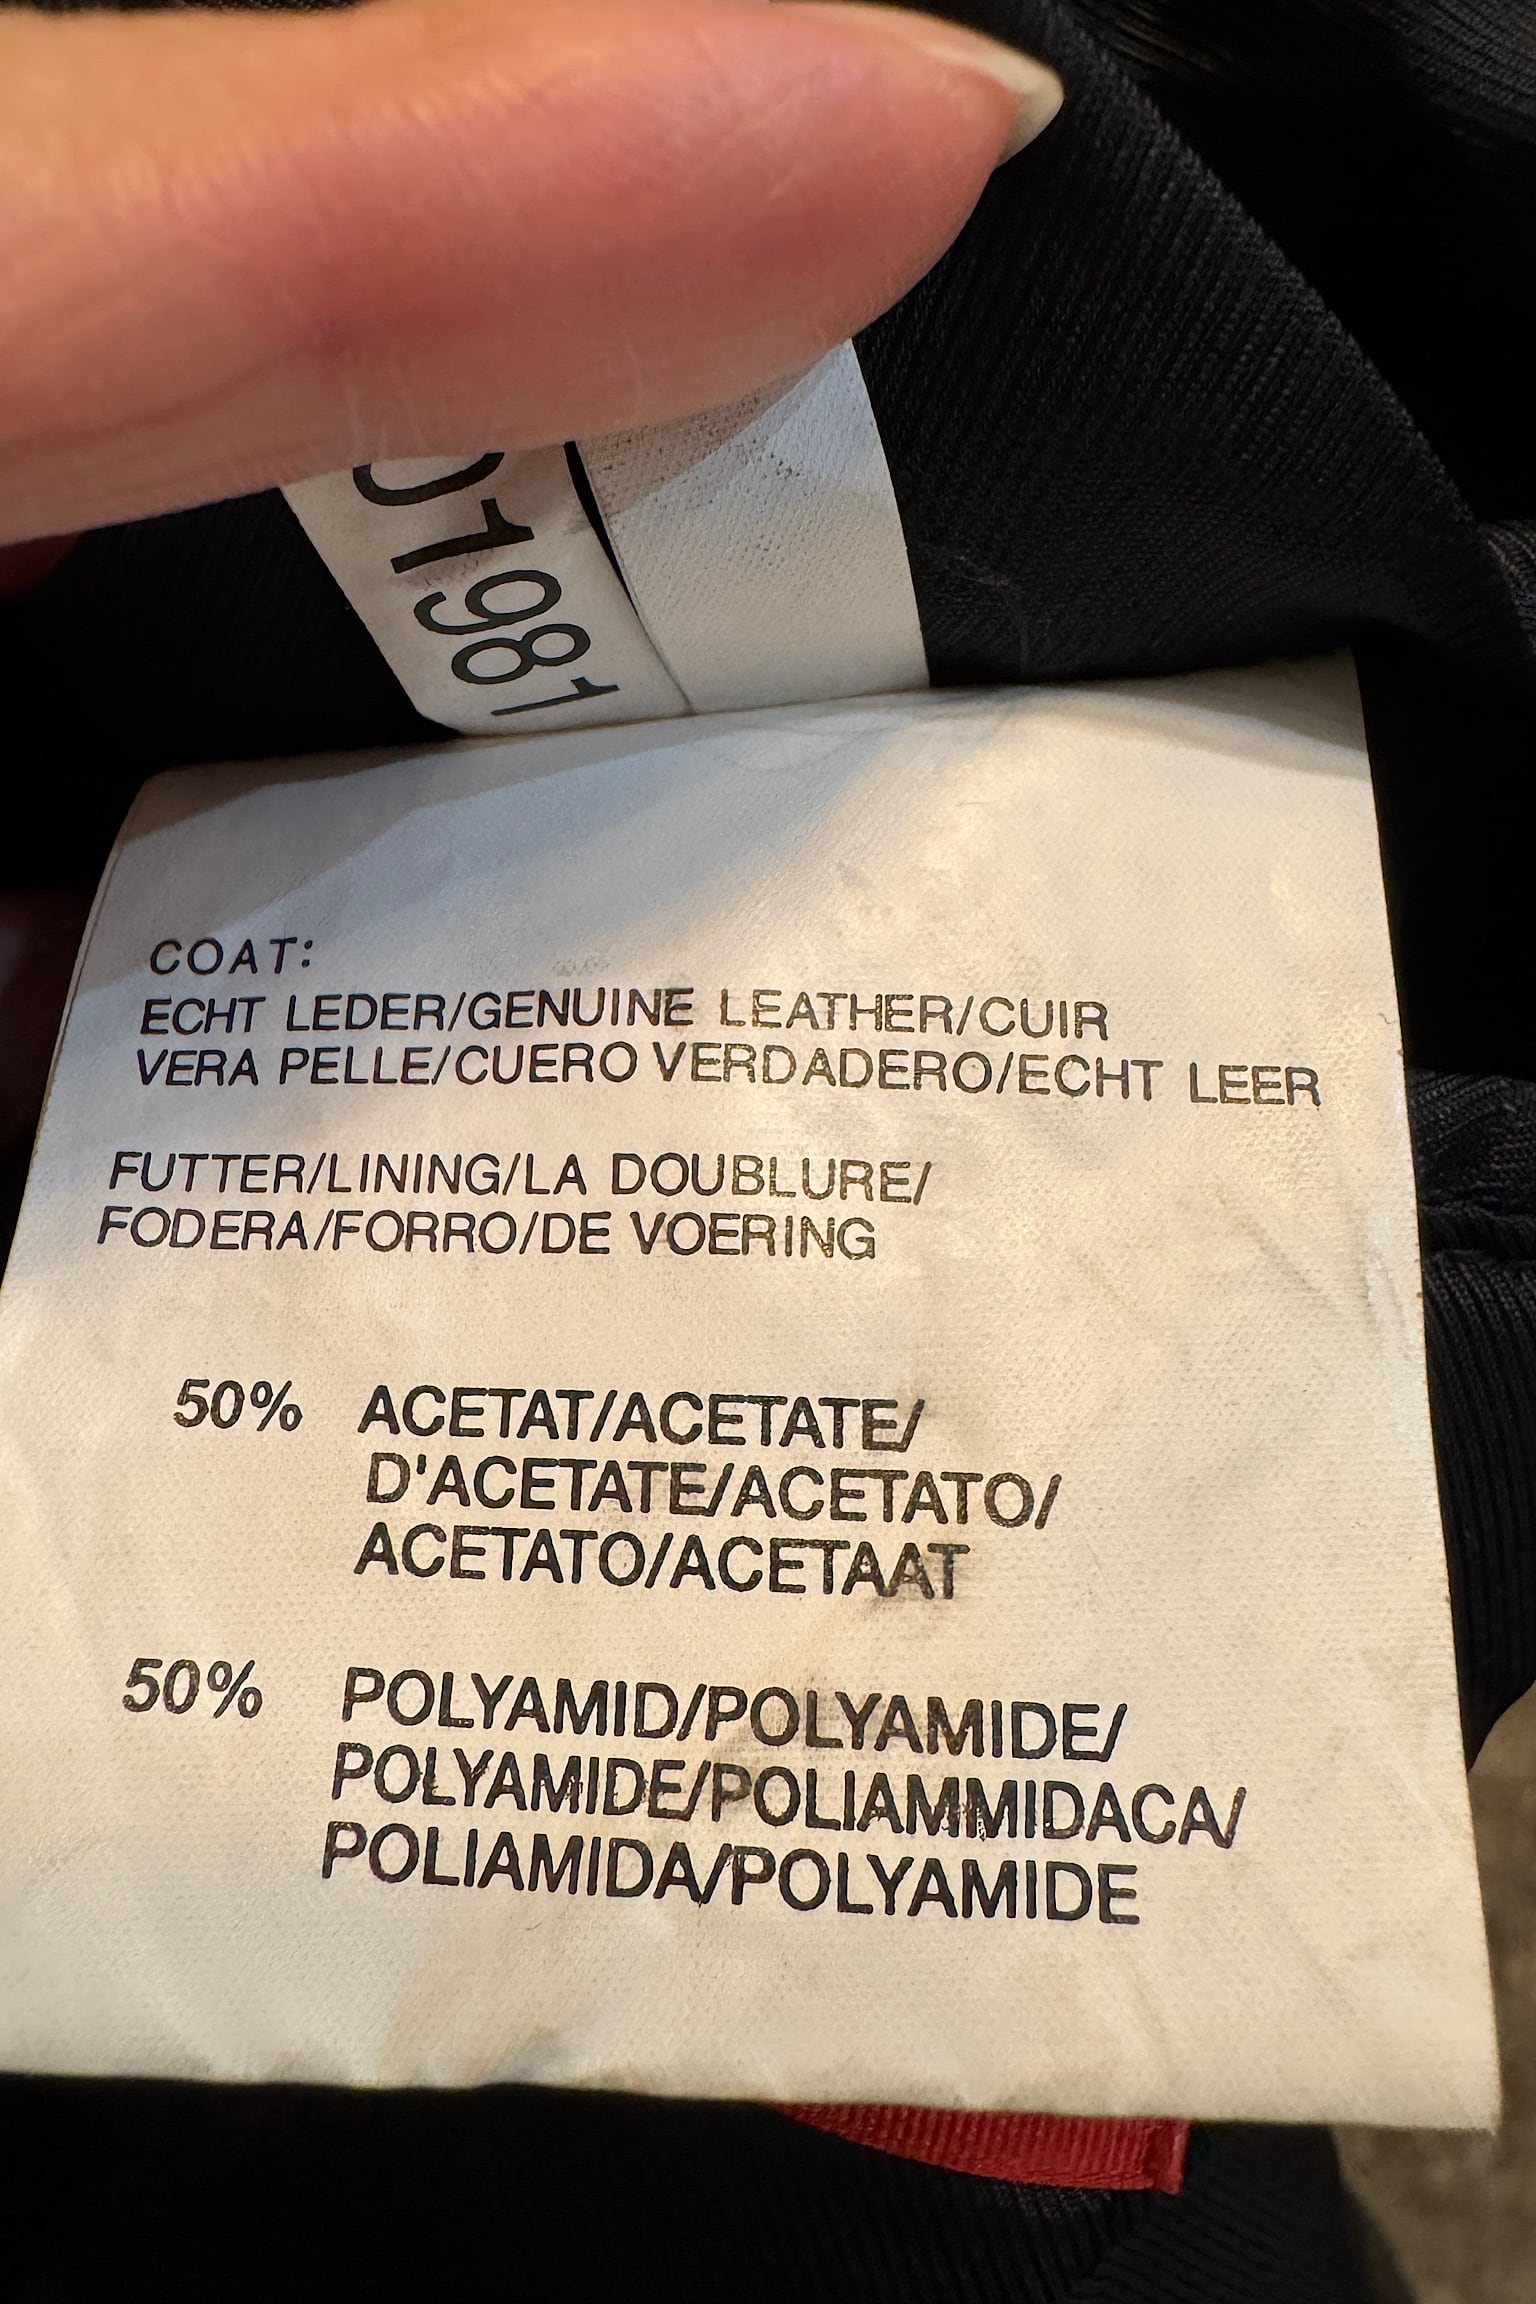 01981
COAT:
ECHT LEDER/GENUINE LEATHER/CUIR
VERA PELLE/CUERO VERDADERO/ECHT LEER
FUTTER/LINING/LA DOUBLURE/
FODERA/FORRO/DE VOERING
50% ACETAT/ACETATE/
D'ACETATE/ACETATO/
ACETATO/ACETAAT
50% POLYAMID/POLYAMIDE/
POLYAMIDE/POLIAMMIDACA/
POLIAMIDA/POLYAMIDE